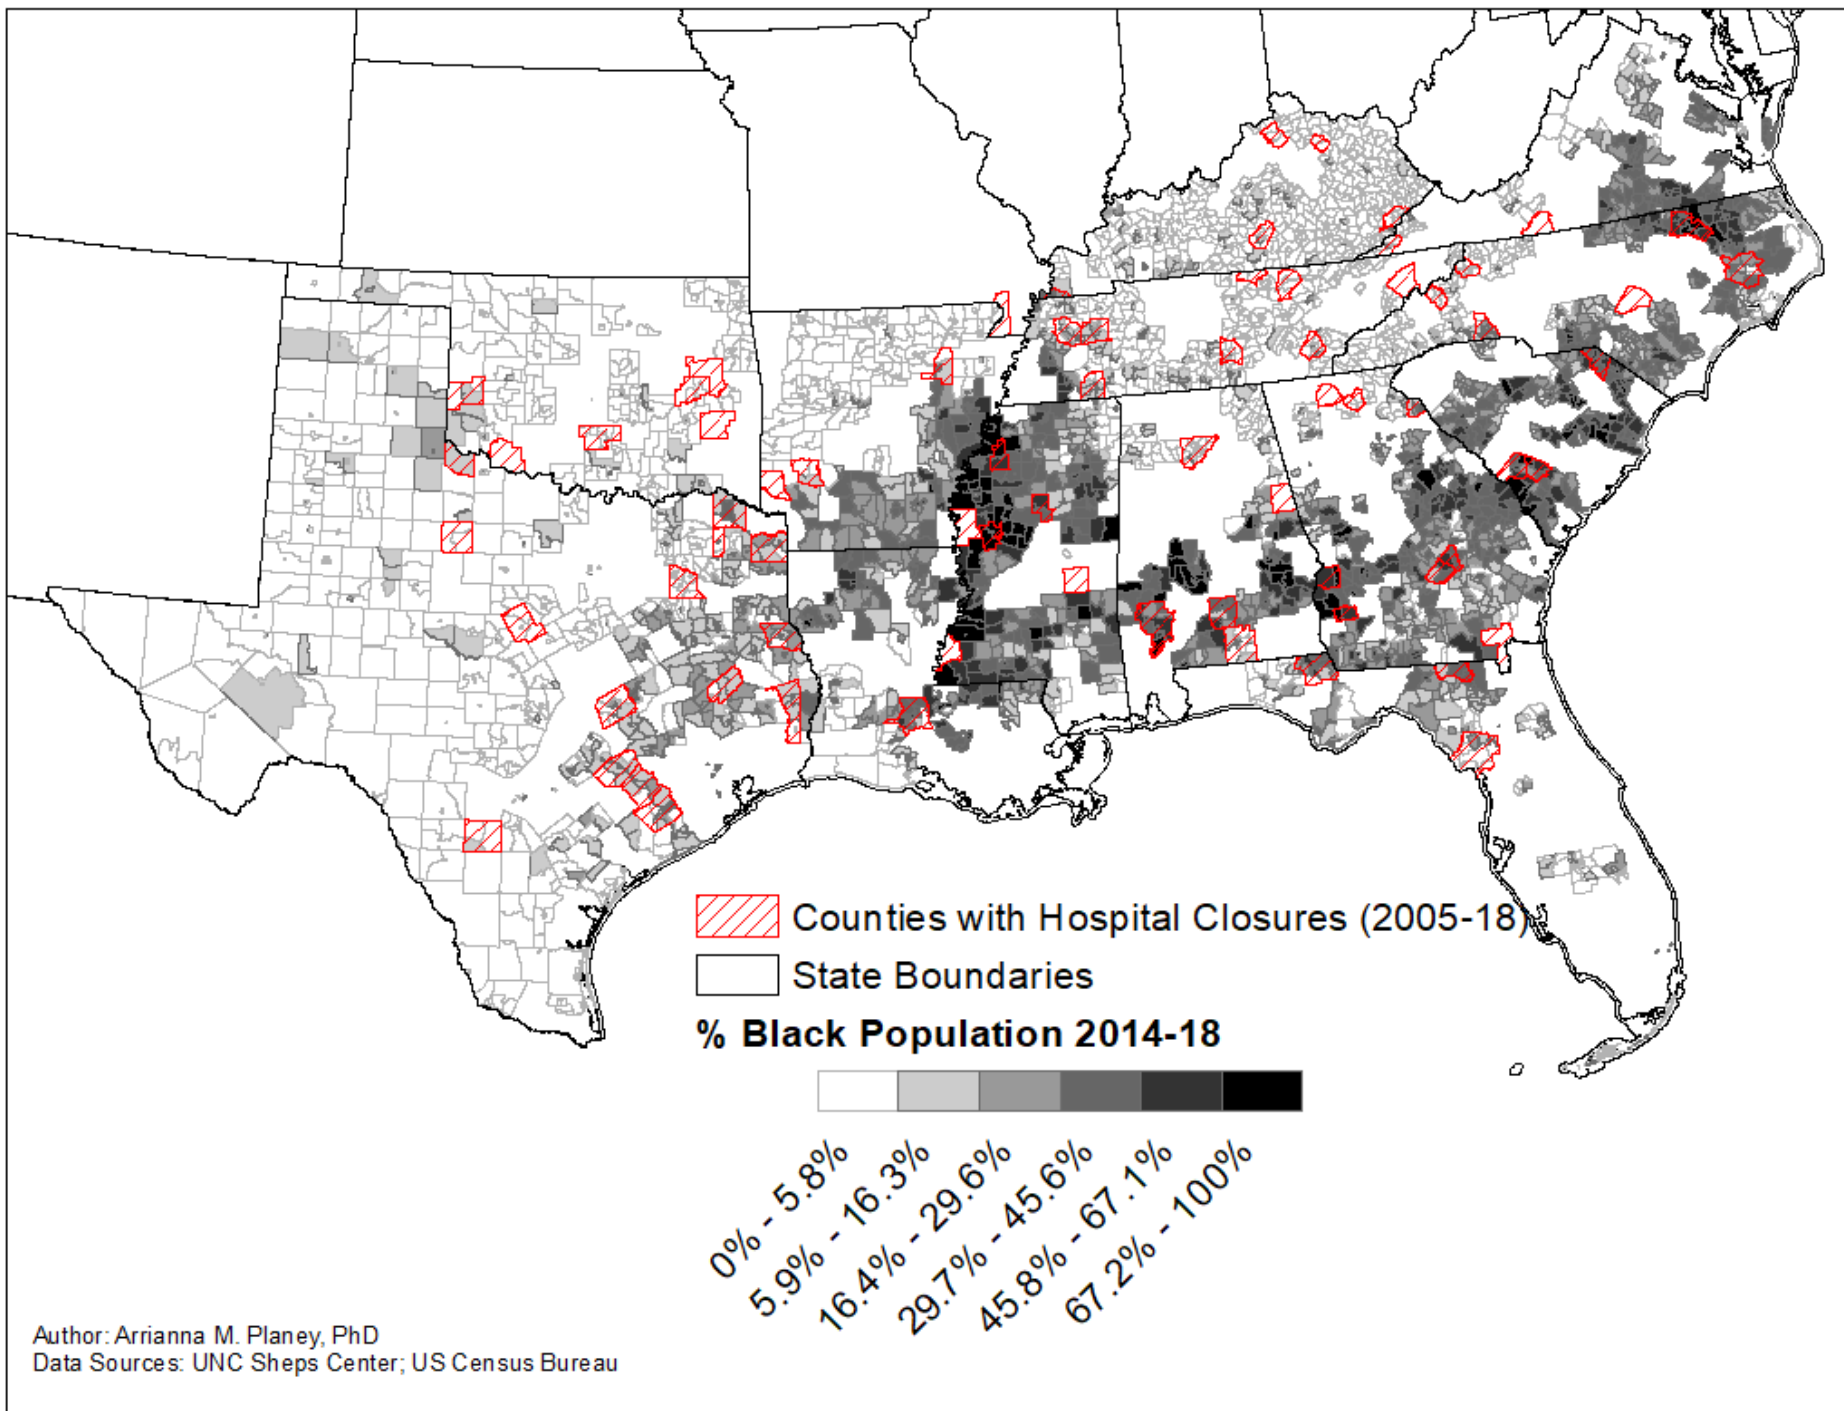 Counties with Hospital Closures (2005-18)
State Boundaries
% Black Population 2014-18
0% - 5.8%
5.9% - 16.3%
16.4% - 29.6%
29.7% - 45.6%
45.8% - 67.1%
67.2% - 100%
Author: Arrianna M. Planey, PhD
Data Sources: UNC Sheps Center; US Census Bureau